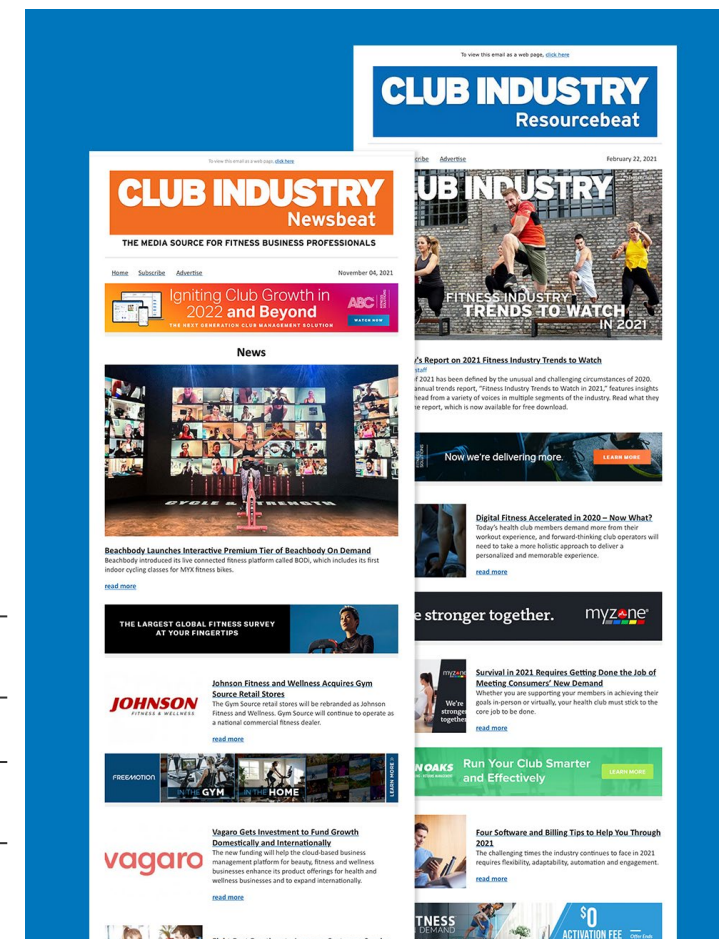 To view this email as a web page, click here
CLUB INDUSTRY
Resourcebeat
Advertise
February 22, 2021
INDUSTRY
FITNESS INDUSTRY
TRENDS TO WATCH
IN 2021
Report on 2021 Fitness Industry Trends to Watch
staff
of 2021 has been defined by the unusual and challenging circumstances of 2020.
annual trends report, "Fitness Industry Trends to Watch in 2021," features insights
from a variety of voices in multiple segments of the industry. Read what they
report, which is now available for free download.
Now we're delivering more.
LEARN MORE
Digital Fitness Accelerated in 2020 – Now What?
Today's health club members demand more from their
workout experience, and forward-thinking club operators will
need to take a more holistic approach to deliver a
personalized and memorable experience.
read more
stronger together.
myzone
myzone
We're
stronger
together
Survival in 2021 Requires Getting Done the Job of
Meeting Consumers' New Demand
Whether you are supporting your members in achieving their
goals in-person or virtually, your health club must stick to the
core job to be done.
read more
OAKS
Run Your Club Smarter
and Effectively
LEARN MORE
Four Software and Billing Tips to Help You Through
2021
The challenging times the industry continues to face in 2021
requires flexibility, adaptability, automation and engagement.
read more
$0
ACTIVATION FEE
Offer Ends
To view this email as a web page, click here
CLUB INDUSTRY
Newsbeat
THE MEDIA SOURCE FOR FITNESS BUSINESS PROFESSIONALS
Home Subscribe Advertise
November 04, 2021
Igniting Club Growth in
2022 and Beyond
THE NEXT GENERATION CLUB MANAGEMENT SOLUTION
ABC FITNESS SOLUTIONS
WATCH NOW
News
CYCLE & STRENGTH
Beachbody Launches Interactive Premium Tier of Beachbody On Demand
Beachbody introduced its live connected fitness platform called BODi, which includes its first
indoor cycling classes for MYX fitness bikes.
read more
THE LARGEST GLOBAL FITNESS SURVEY
AT YOUR FINGERTIPS
JOHNSON
FITNESS & WELLNESS
Johnson Fitness and Wellness Acquires Gym
Source Retail Stores
The Gym Source retail stores will be rebranded as Johnson
Fitness and Wellness. Gym Source will continue to operate as
a national commercial fitness dealer.
read more
FREEMOTION
IN THE GYM
IN THE HOME
LEARN MORE >
vagaro
Vagaro Gets Investment to Fund Growth
Domestically and Internationally
The new funding will help the cloud-based business
management platform for beauty, fitness and wellness
businesses enhance its product offerings for health and
wellness businesses and to expand internationally.
read more